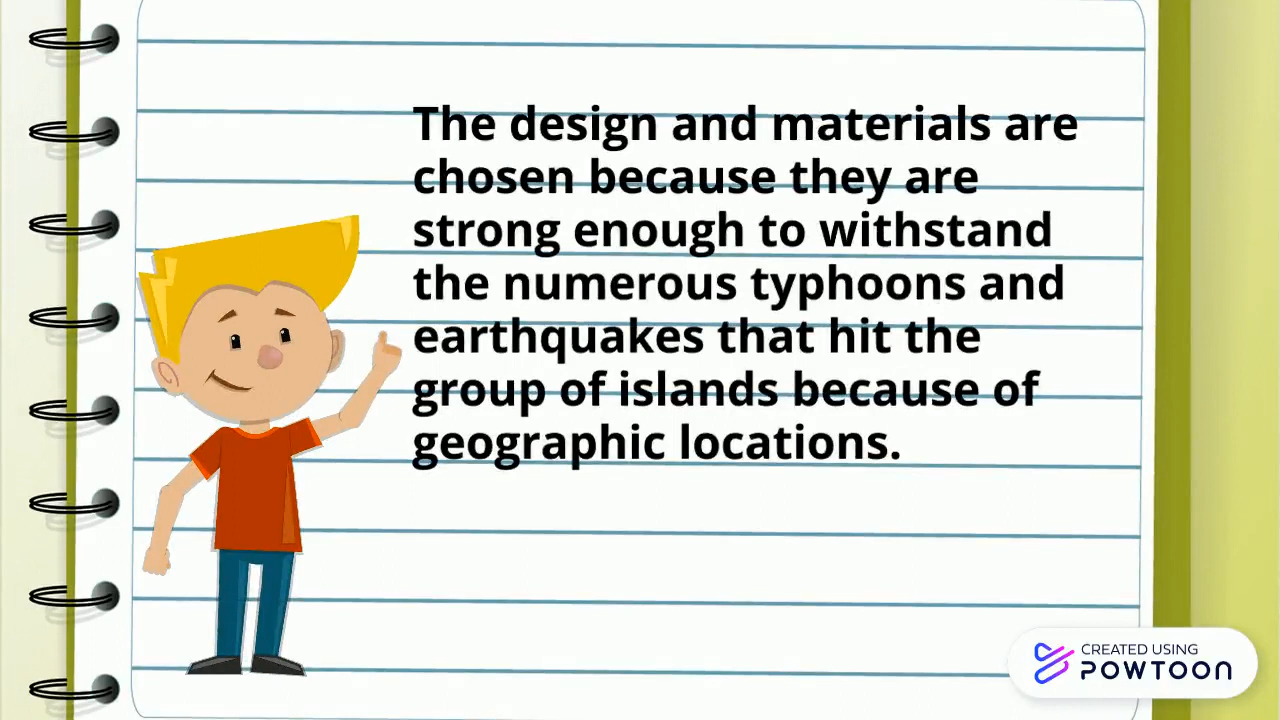 The design and materials are
chosen because they are
strong enough to withstand
the numerous typhoons and
earthquakes that hit the
group of islands because of
geographic locations.
CREATED USING
POWTOON